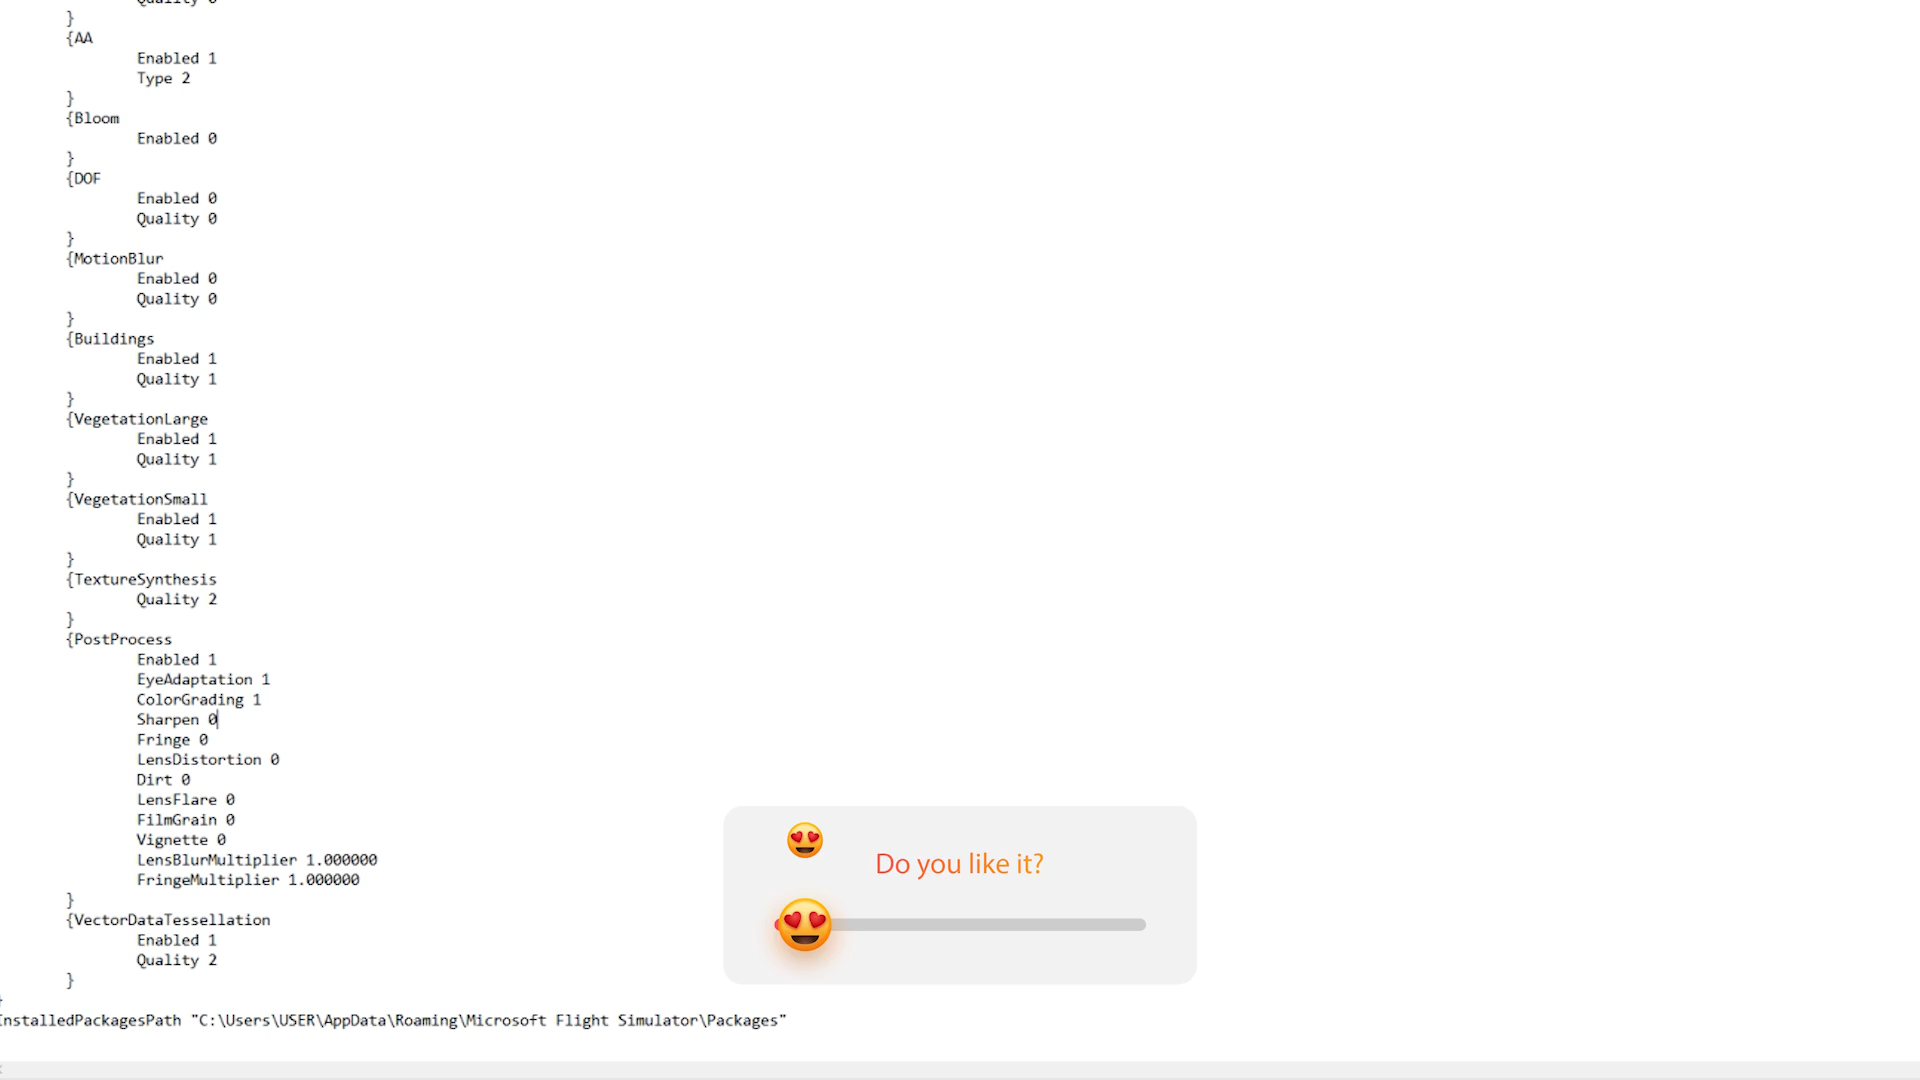 }
{AA
Enabled 1
Type 2
}
{Bloom
Enabled 0
}
{DOF
Enabled 0
Quality 0
}
{MotionBlur
Enabled 0
Quality 0
}
{Buildings
Enabled 1
Quality 1
}
{VegetationLarge
Enabled 1
Quality 1
}
{VegetationSmall
Enabled 1
Quality 1
}
{TextureSynthesis
Quality 2
}
{PostProcess
Enabled 1
EyeAdaptation 1
ColorGrading 1
Sharpen 0
Fringe 0
LensDistortion 0
Dirt 0
LensFlare 0
FilmGrain 0
Vignette 0
LensBlurMultiplier 1.000000
FringeMultiplier 1.000000
}
{VectorDataTessellation
Enabled 1
Quality 2
}
}
InstalledPackagesPath "C:\Users\USER\AppData\Roaming\Microsoft Flight Simulator\Packages"
Do you like it?